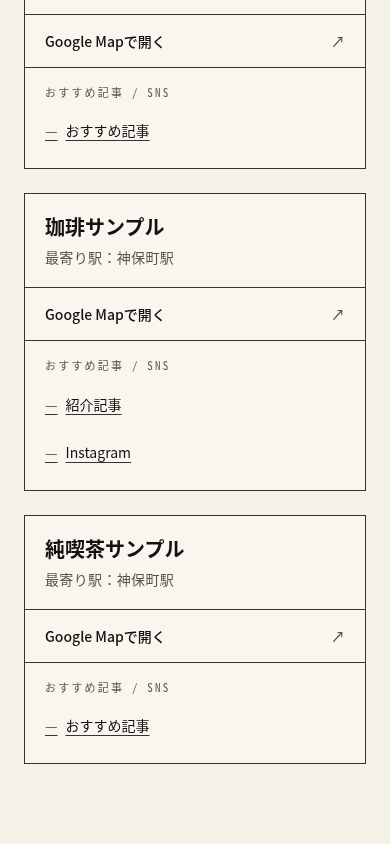 Google Mapで開く ↗
おすすめ記事 / SNS
— おすすめ記事
珈琲サンプル
最寄り駅：神保町駅
Google Mapで開く ↗
おすすめ記事 / SNS
— 紹介記事
— Instagram
純喫茶サンプル
最寄り駅：神保町駅
Google Mapで開く ↗
おすすめ記事 / SNS
— おすすめ記事